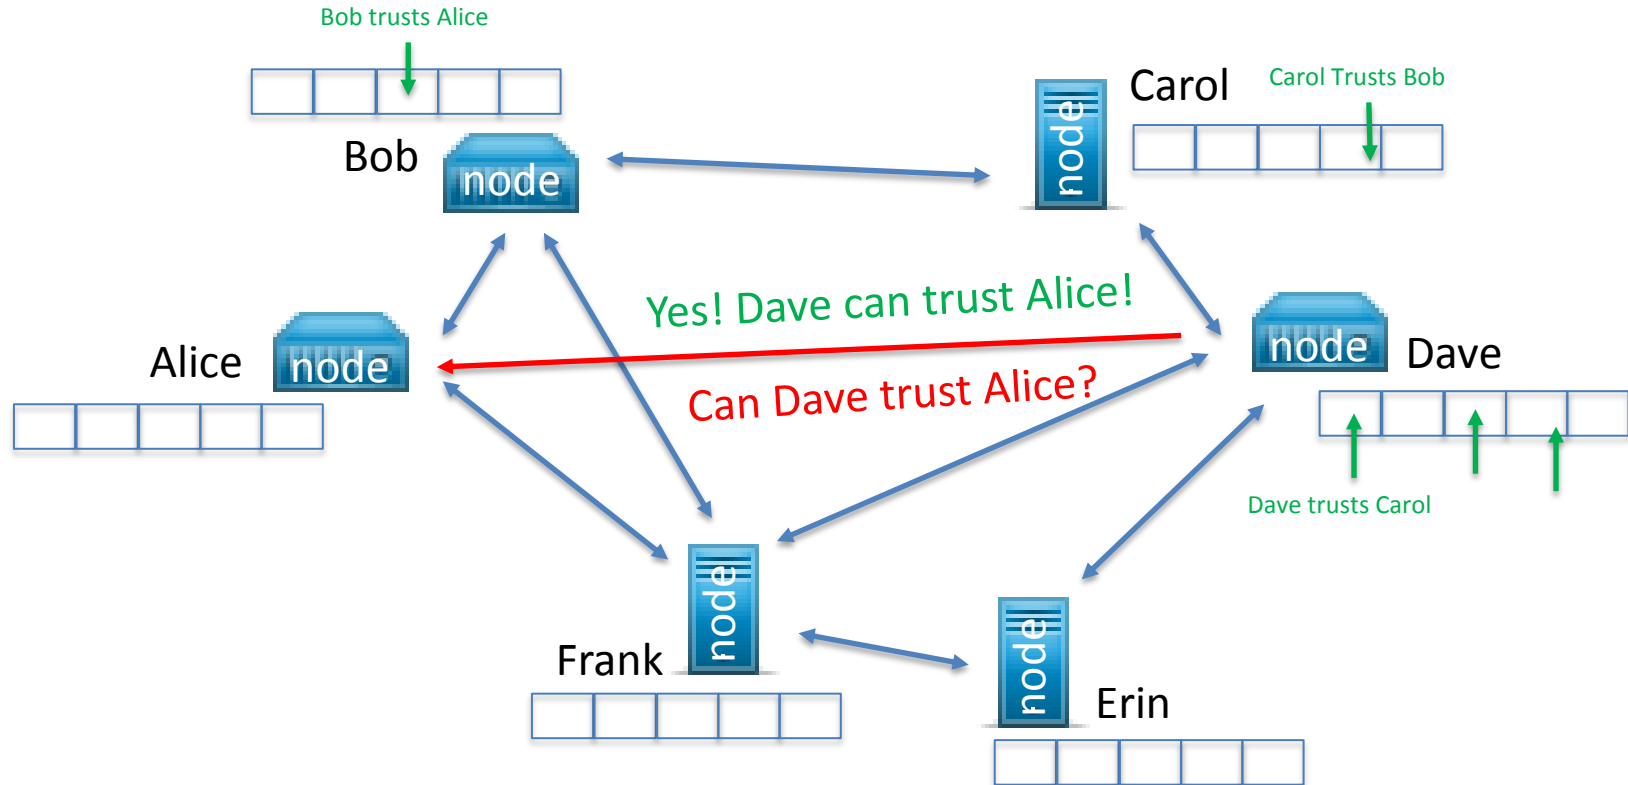 Bob trusts Alice
Carol
Carol Trusts Bob
Bob
node
node
Yes! Dave can trust Alice!
Alice
node
node
Dave
Can Dave trust Alice?
Dave trusts Carol
node
Frank
node
Erin